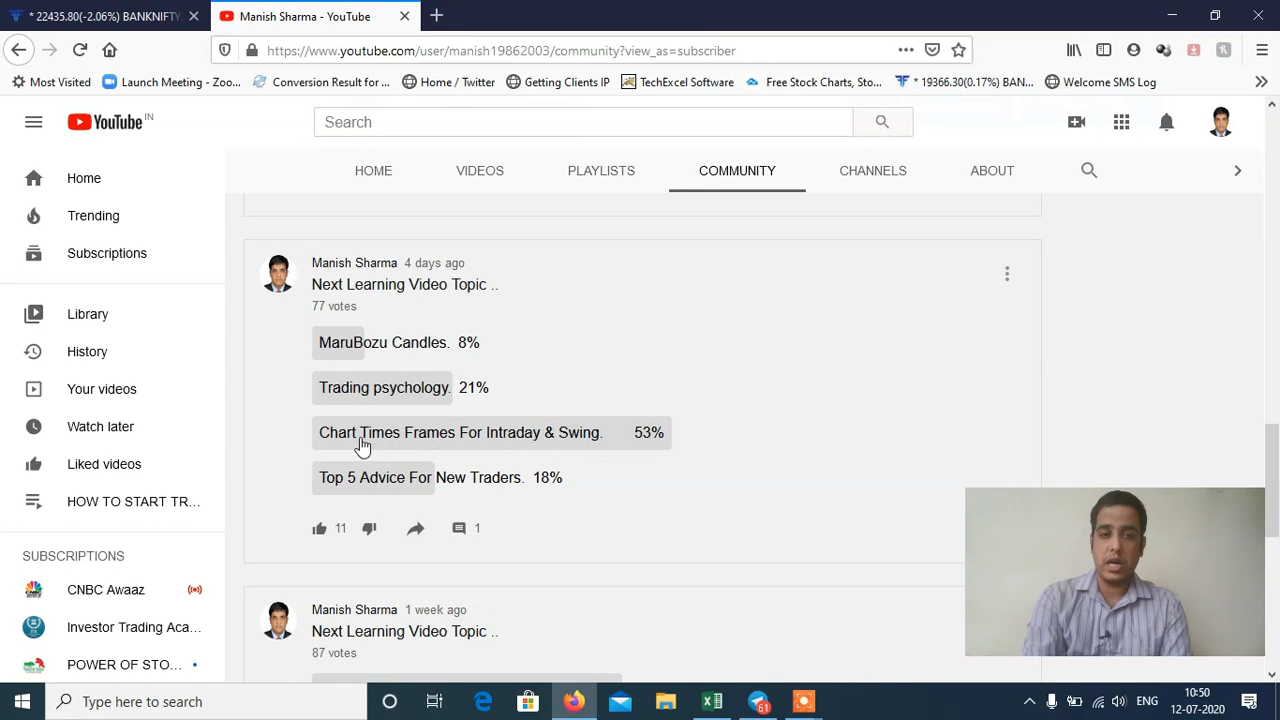 * 22435.80(-2.06%) BANKNIFTY
Manish Sharma - YouTube
https://www.youtube.com/user/manish19862003/community?view_as=subscriber
Most Visited
Launch Meeting - Zoo...
Conversion Result for ...
Home / Twitter
Getting Clients IP
TechExcel Software
Free Stock Charts, Sto...
* 19366.30(0.17%) BAN...
Welcome SMS Log
YouTube IN
Search
HOME
VIDEOS
PLAYLISTS
COMMUNITY
CHANNELS
ABOUT
Home
Trending
Subscriptions
Library
History
Your videos
Watch later
Liked videos
HOW TO START TR...
SUBSCRIPTIONS
CNBC Awaaz
Investor Trading Aca...
POWER OF STO...
Manish Sharma 4 days ago
Next Learning Video Topic ..
77 votes
MaruBozu Candles. 8%
Trading psychology. 21%
Chart Times Frames For Intraday & Swing. 53%
Top 5 Advice For New Traders. 18%
11
1
Manish Sharma 1 week ago
Next Learning Video Topic ..
87 votes
Type here to search
61
ENG
10:50
12-07-2020